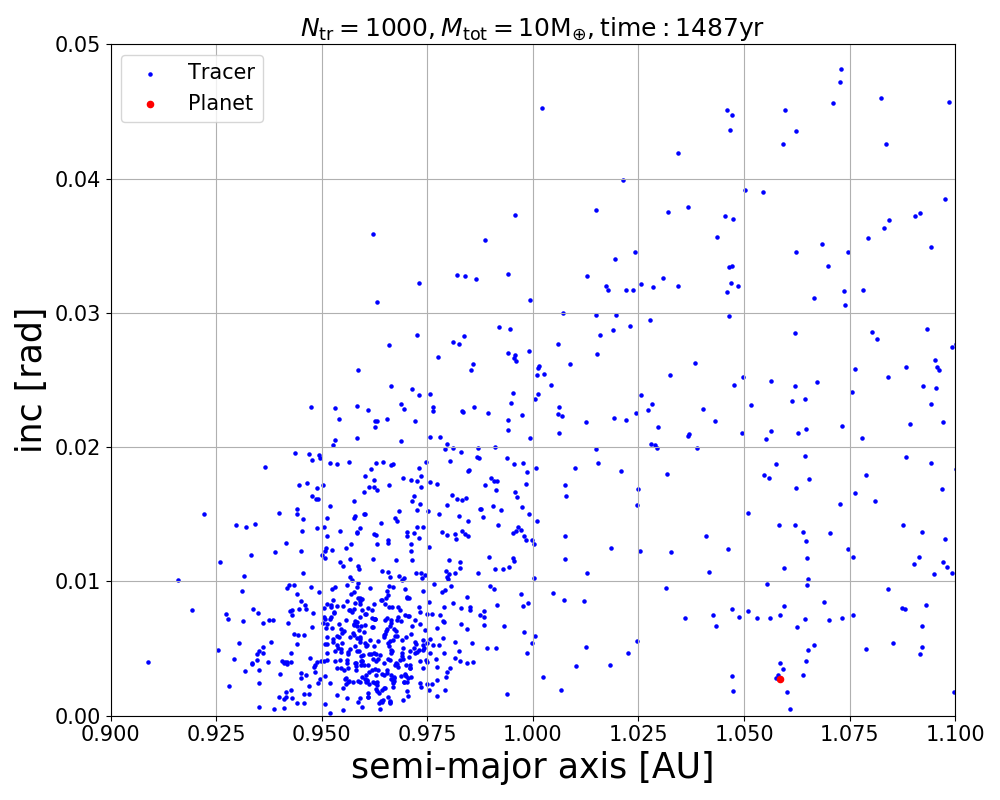 N_tr = 1000, M_tot = 10M_⊕, time : 1487yr
Tracer
Planet
0.05
0.04
0.03
0.02
0.01
0.00
inc [rad]
0.900 0.925 0.950 0.975 1.000 1.025 1.050 1.075 1.100
semi-major axis [AU]